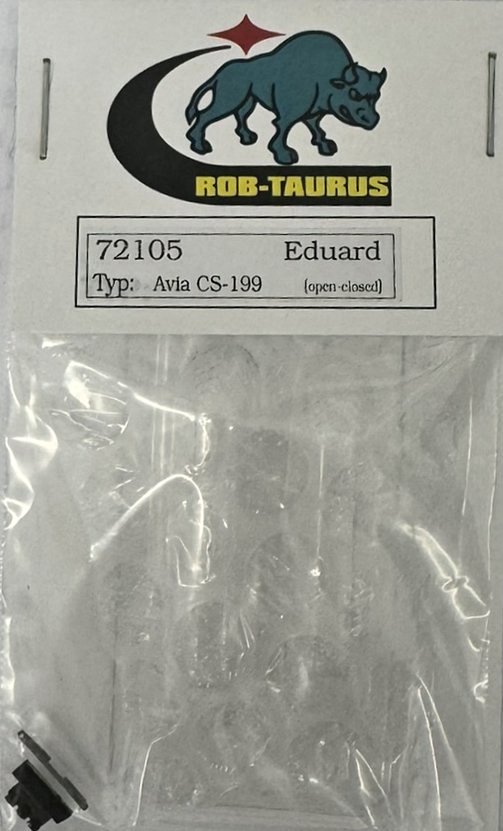 ROB-TAURUS
72105 Eduard
Typ: Avia CS-199 (open-closed)